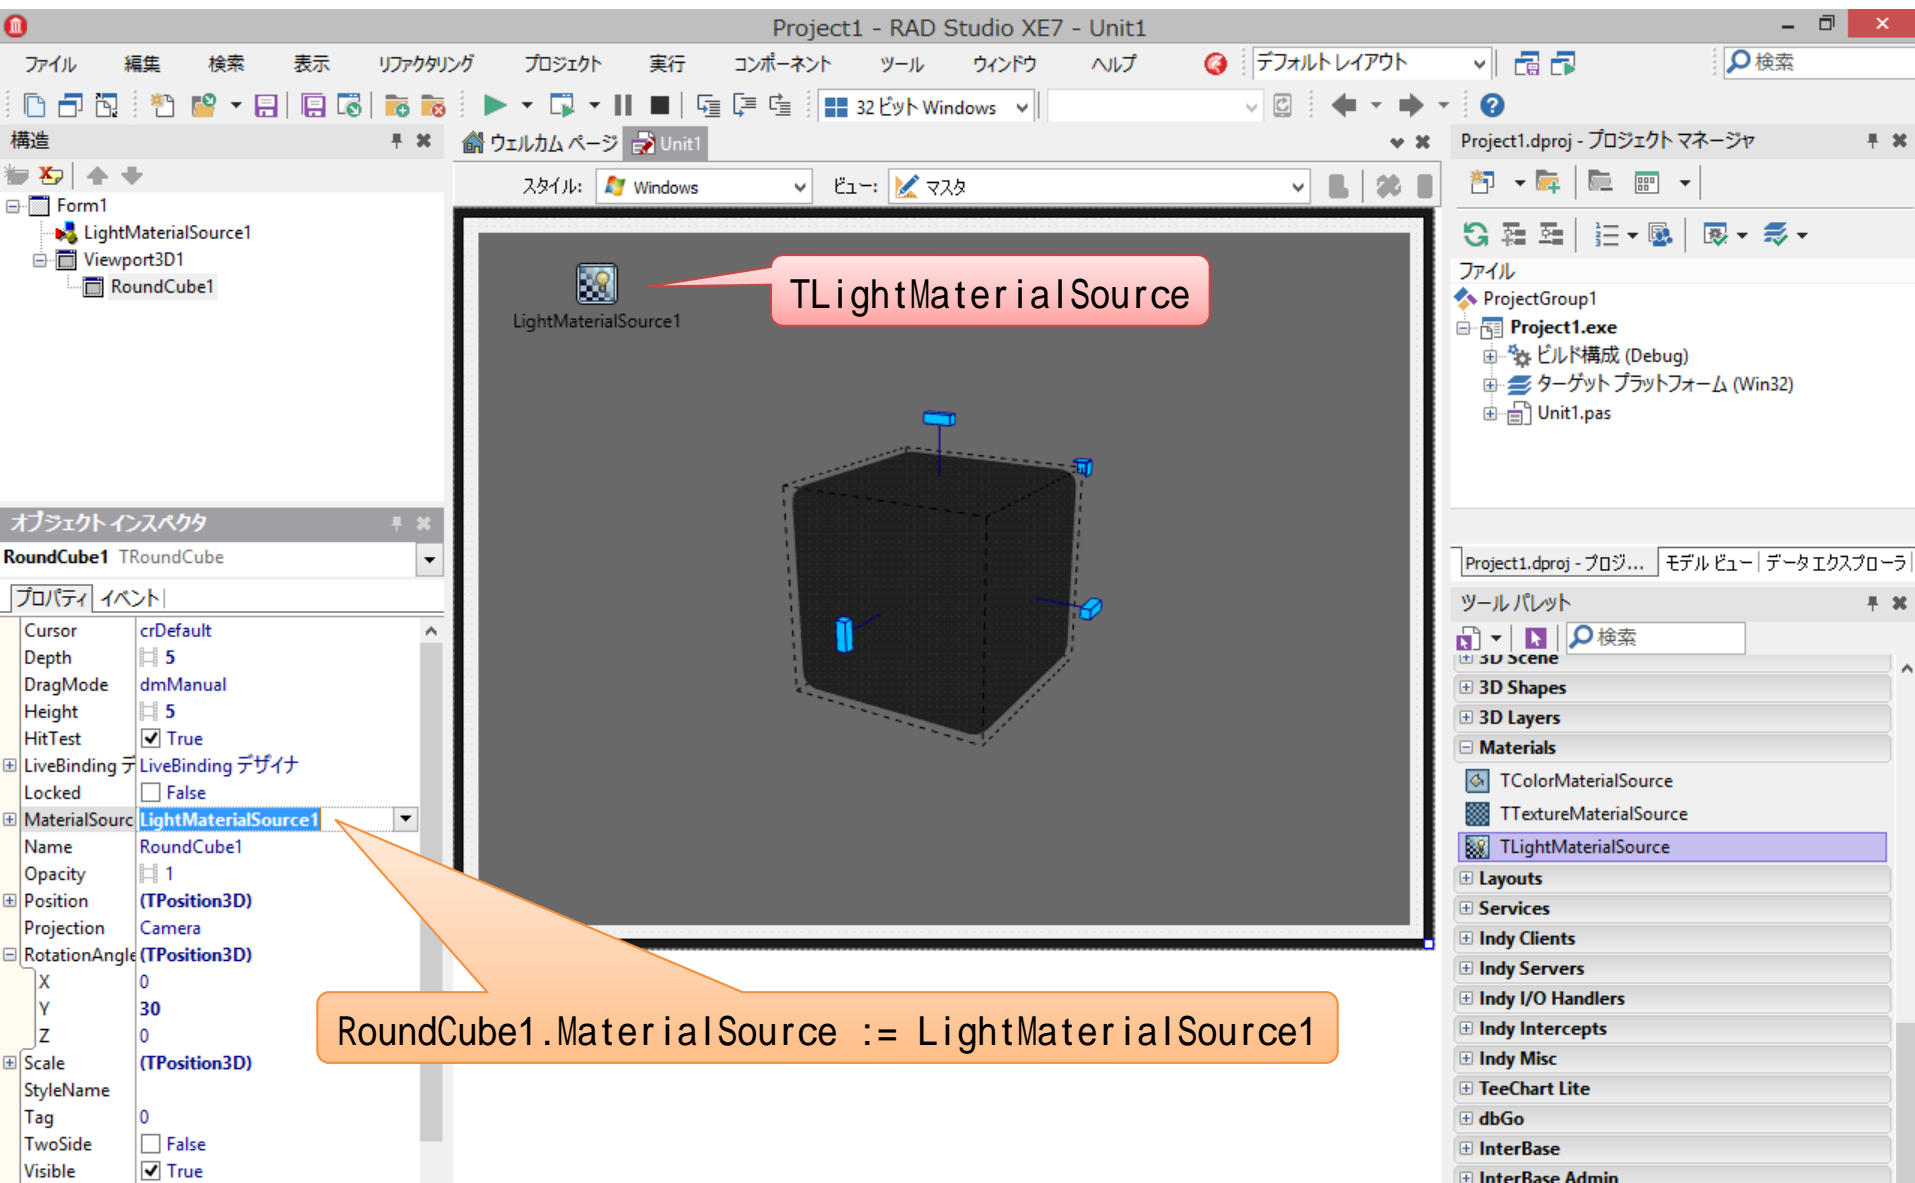 Project1 - RAD Studio XE7 - Unit1
ファイル 編集 検索 表示 リファクタリング プロジェクト 実行 コンポーネント ツール ウィンドウ ヘルプ デフォルト レイアウト 検索
32 ビット Windows
構造
Form1
LightMaterialSource1
Viewport3D1
RoundCube1
オブジェクト インスペクタ
RoundCube1 TRoundCube
プロパティ イベント
Cursor crDefault
Depth 5
DragMode dmManual
Height 5
HitTest True
LiveBinding デ LiveBinding デザイナ
Locked False
MaterialSourc LightMaterialSource1
Name RoundCube1
Opacity 1
Position (TPosition3D)
Projection Camera
RotationAngle (TPosition3D)
X 0
Y 30
Z 0
Scale (TPosition3D)
StyleName
Tag 0
TwoSide False
Visible True
ウェルカム ページ Unit1
スタイル: Windows ビュー: マスタ
LightMaterialSource1
TLightMaterialSource
RoundCube1.MaterialSource := LightMaterialSource1
Project1.dproj - プロジェクト マネージャ
ファイル
ProjectGroup1
Project1.exe
ビルド構成 (Debug)
ターゲット プラットフォーム (Win32)
Unit1.pas
Project1.dproj - プロジ... モデル ビュー データ エクスプローラ
ツール パレット
検索
3D Scene
3D Shapes
3D Layers
Materials
TColorMaterialSource
TTextureMaterialSource
TLightMaterialSource
Layouts
Services
Indy Clients
Indy Servers
Indy I/O Handlers
Indy Intercepts
Indy Misc
TeeChart Lite
dbGo
InterBase
InterBase Admin